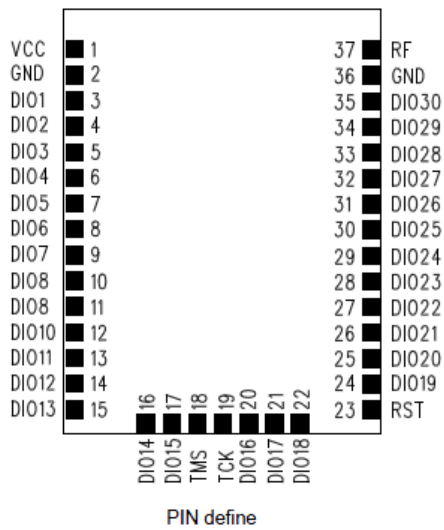 VCC 1 37 RF
GND 2 36 GND
DIO1 3 35 DIO30
DIO2 4 34 DIO29
DIO3 5 33 DIO28
DIO4 6 32 DIO27
DIO5 7 31 DIO26
DIO6 8 30 DIO25
DIO7 9 29 DIO24
DIO8 10 28 DIO23
DIO8 11 27 DIO22
DIO10 12 26 DIO21
DIO11 13 25 DIO20
DIO12 14 24 DIO19
DIO13 15 23 RST
16 17 18 19 20 21 22
DIO14 DIO15 TMS TCK DIO16 DIO17 DIO18
PIN define